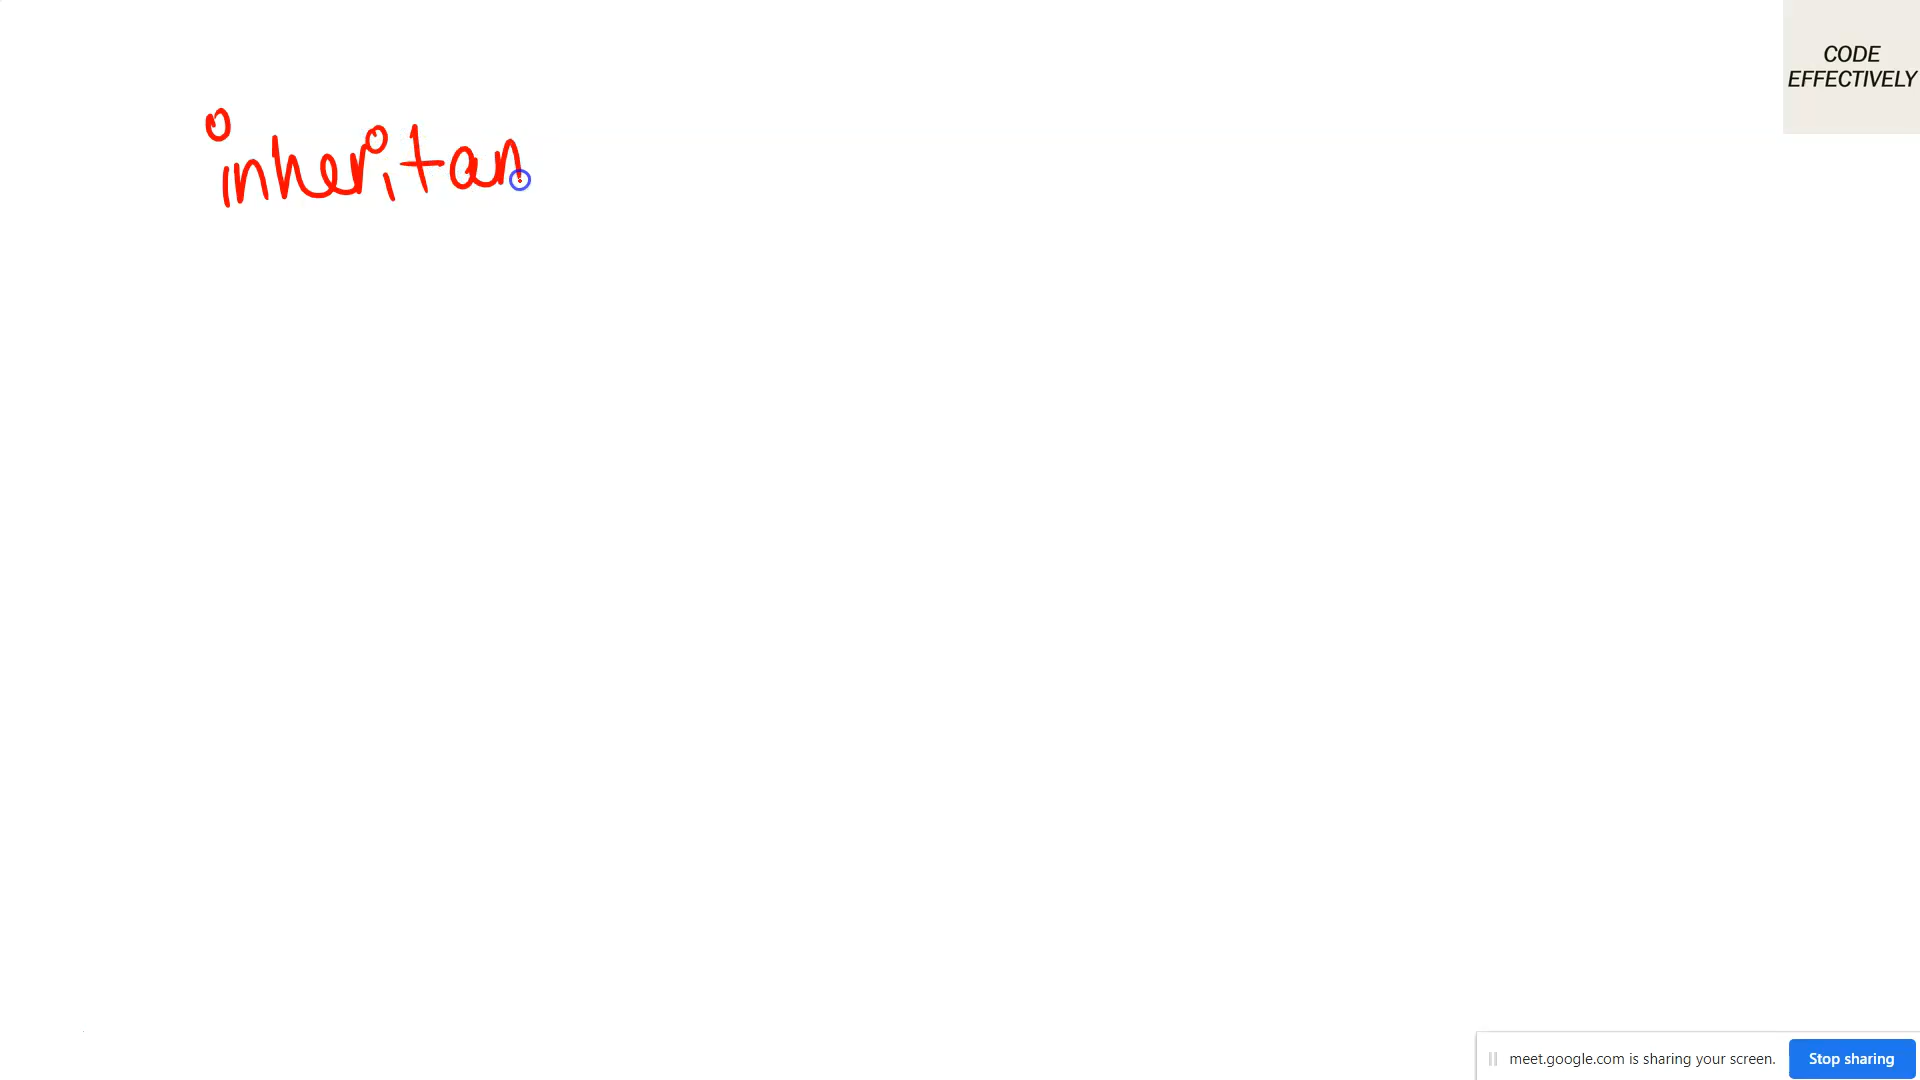 CODE
EFFECTIVELY
inheritan
meet.google.com is sharing your screen.
Stop sharing